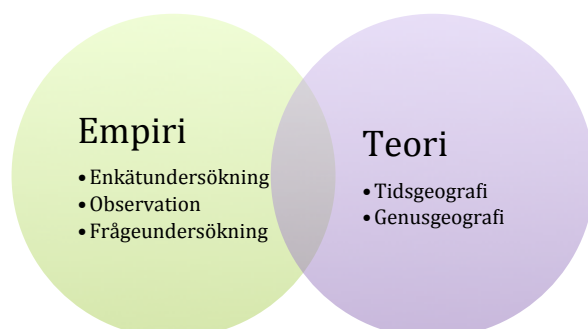 Empiri
• Enkätundersökning
• Observation
• Frågeundersökning
Teori
• Tidsgeografi
• Genusgeografi